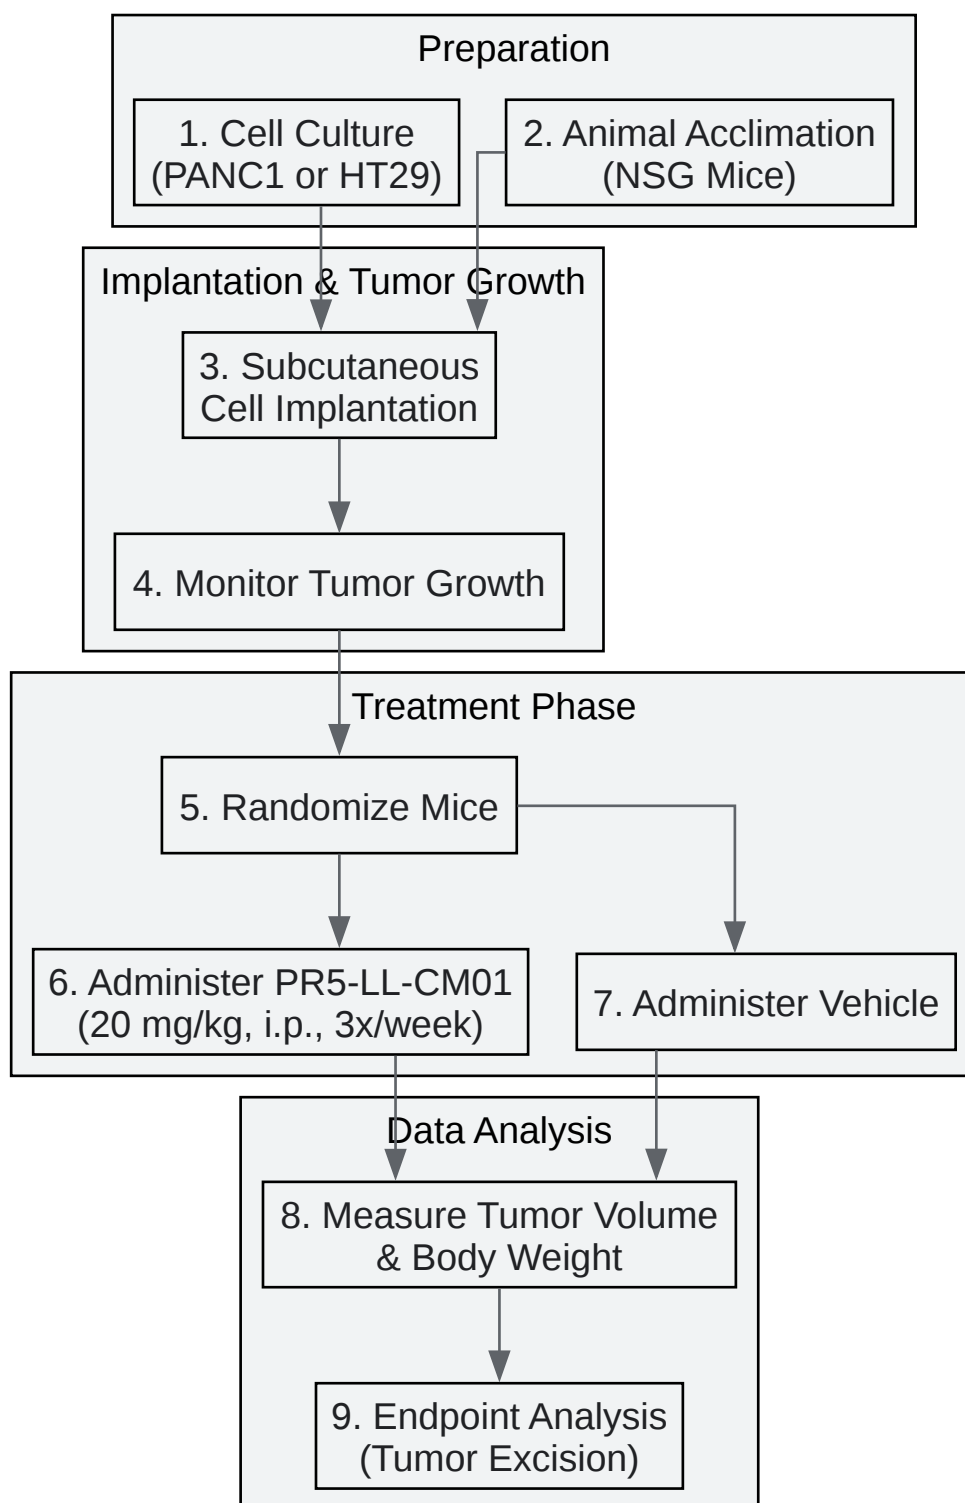 Preparation
1. Cell Culture
(PANC1 or HT29)
2. Animal Acclimation
(NSG Mice)
Implantation & Tumor Growth
3. Subcutaneous
Cell Implantation
4. Monitor Tumor Growth
Treatment Phase
5. Randomize Mice
6. Administer PR5-LL-CM01
(20 mg/kg, i.p., 3x/week)
7. Administer Vehicle
Data Analysis
8. Measure Tumor Volume
& Body Weight
9. Endpoint Analysis
(Tumor Excision)